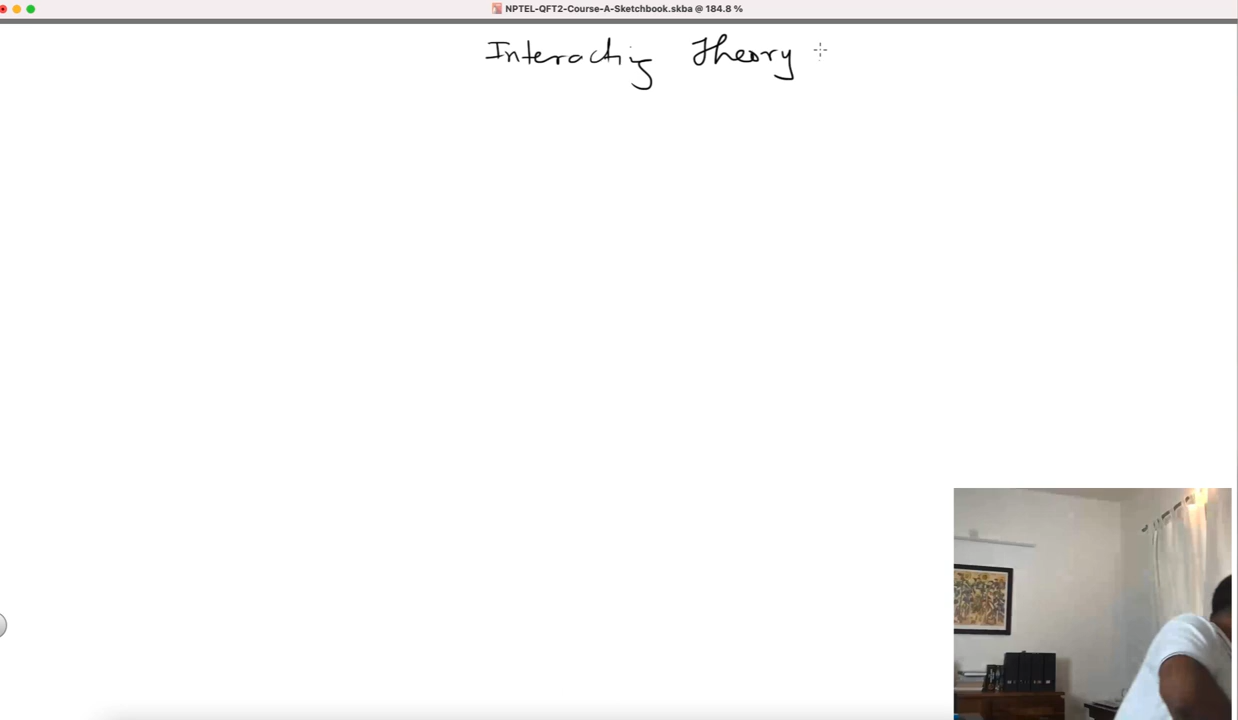 NPTEL-QFT2-Course-A-Sketchbook.skba @ 184.8 %
Interacting Theory